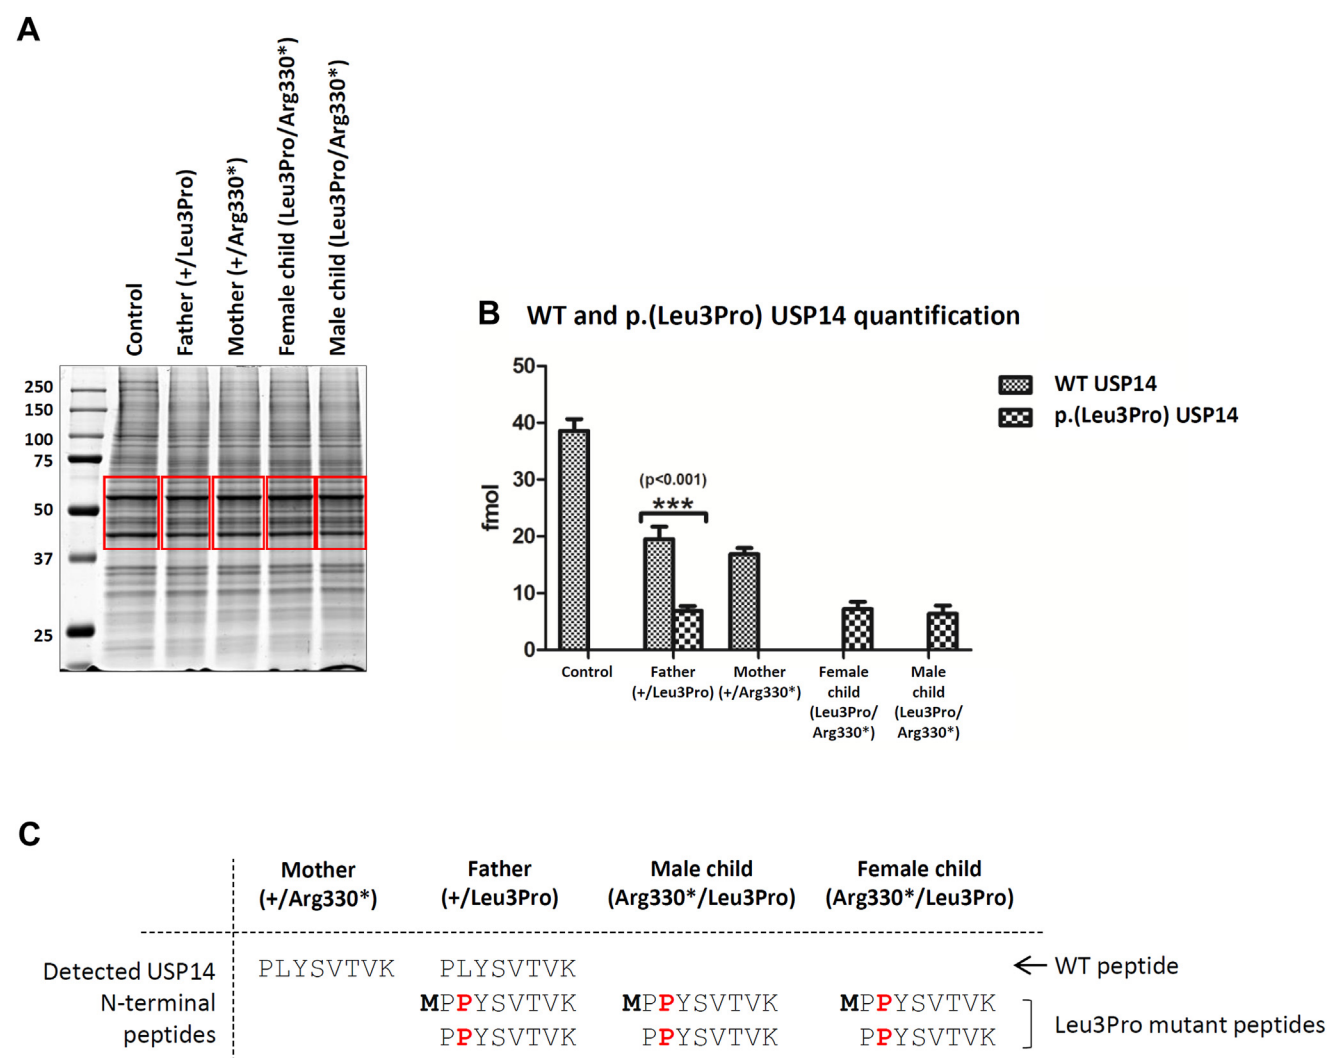 A
Control
Father (+/Leu3Pro)
Mother (+/Arg330*)
Female child (Leu3Pro/Arg330*)
Male child (Leu3Pro/Arg330*)
250
150
100
75
50
37
25
B WT and p.(Leu3Pro) USP14 quantification
fmol
50
40
30
20
10
0
(p<0.001)
***
WT USP14
p.(Leu3Pro) USP14
Control
Father
(+/Leu3Pro)
Mother
(+/Arg330*)
Female
child
(Leu3Pro/
Arg330*)
Male
child
(Leu3Pro/
Arg330*)
C
Mother
(+/Arg330*)
Father
(+/Leu3Pro)
Male child
(Arg330*/Leu3Pro)
Female child
(Arg330*/Leu3Pro)
Detected USP14
N-terminal
peptides
PLYSVTVK PLYSVTVK WT peptide
MPPYSVTVK MPPYSVTVK MPPYSVTVK
PPYSVTVK PPYSVTVK PPYSVTVK
Leu3Pro mutant peptides